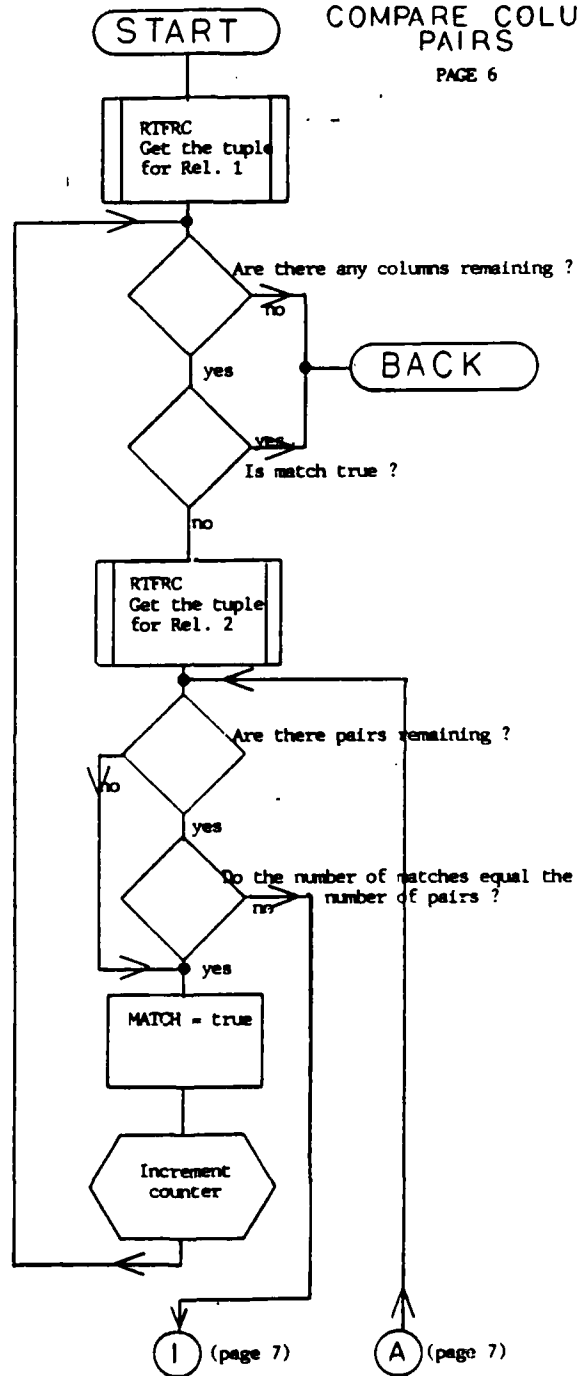 START
COMPARE COLU
PAIRS
PAGE 6
RTFRC
Get the tuple
for Rel. 1
Are there any columns remaining ?
no
yes
BACK
yes
Is match true ?
no
RTFRC
Get the tuple
for Rel. 2
Are there pairs remaining ?
no
yes
Do the number of matches equal the
number of pairs ?
no
yes
MATCH = true
Increment
counter
1 (page 7)
A (page 7)